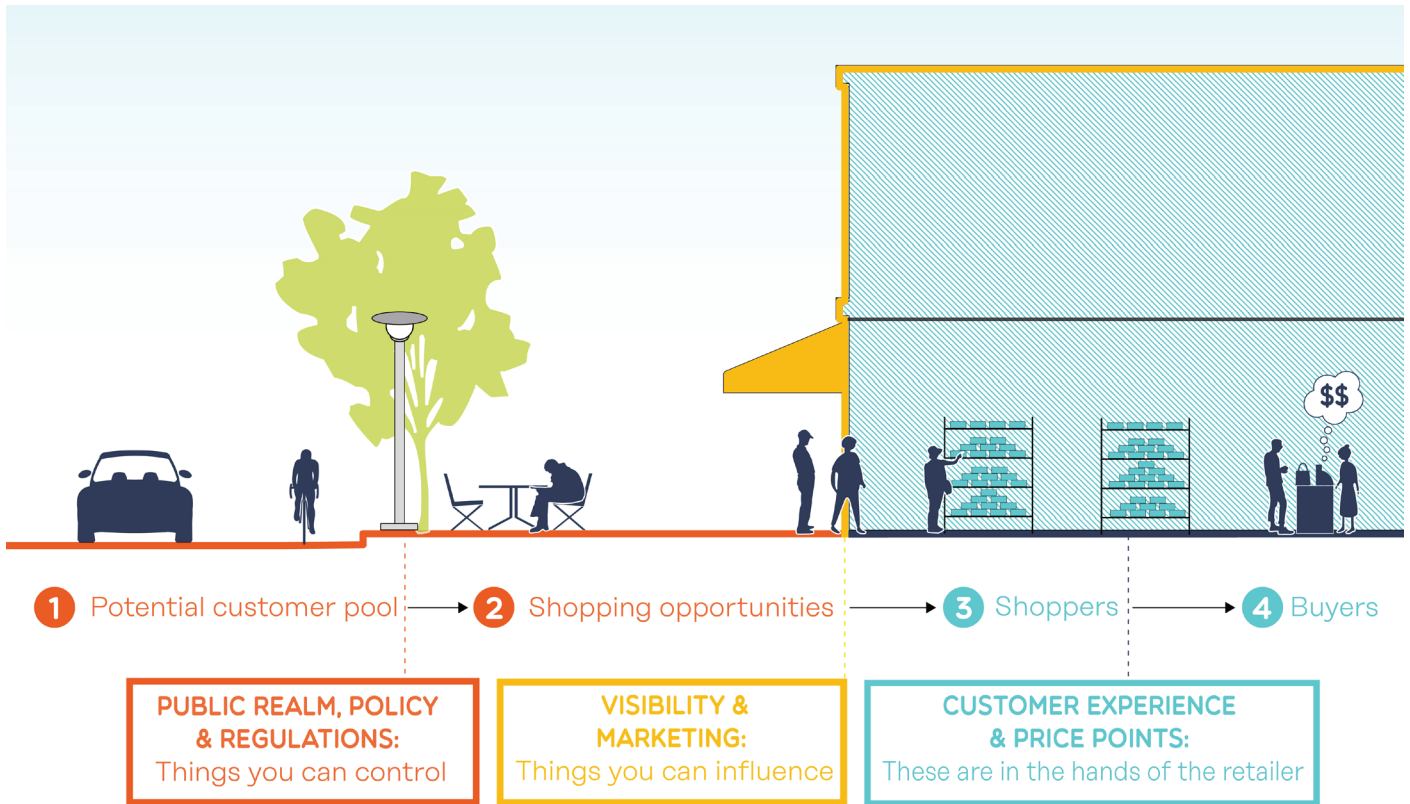 $$
1 Potential customer pool
2 Shopping opportunities
3 Shoppers
4 Buyers
PUBLIC REALM, POLICY
& REGULATIONS:
Things you can control
VISIBILITY &
MARKETING:
Things you can influence
CUSTOMER EXPERIENCE
& PRICE POINTS:
These are in the hands of the retailer